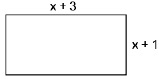 x + 3
x + 1